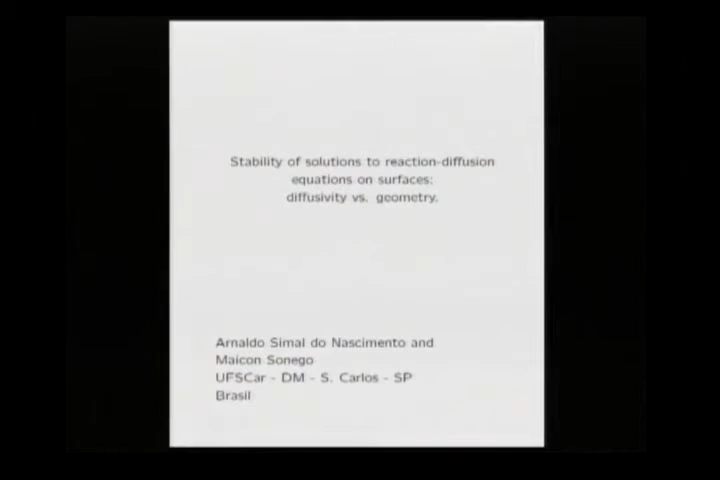 Stability of solutions to reaction-diffusion
equations on surfaces:
diffusivity vs. geometry.
Arnaldo Simal do Nascimento and
Maicon Sonego
UFSCar - DM - S. Carlos - SP
Brasil